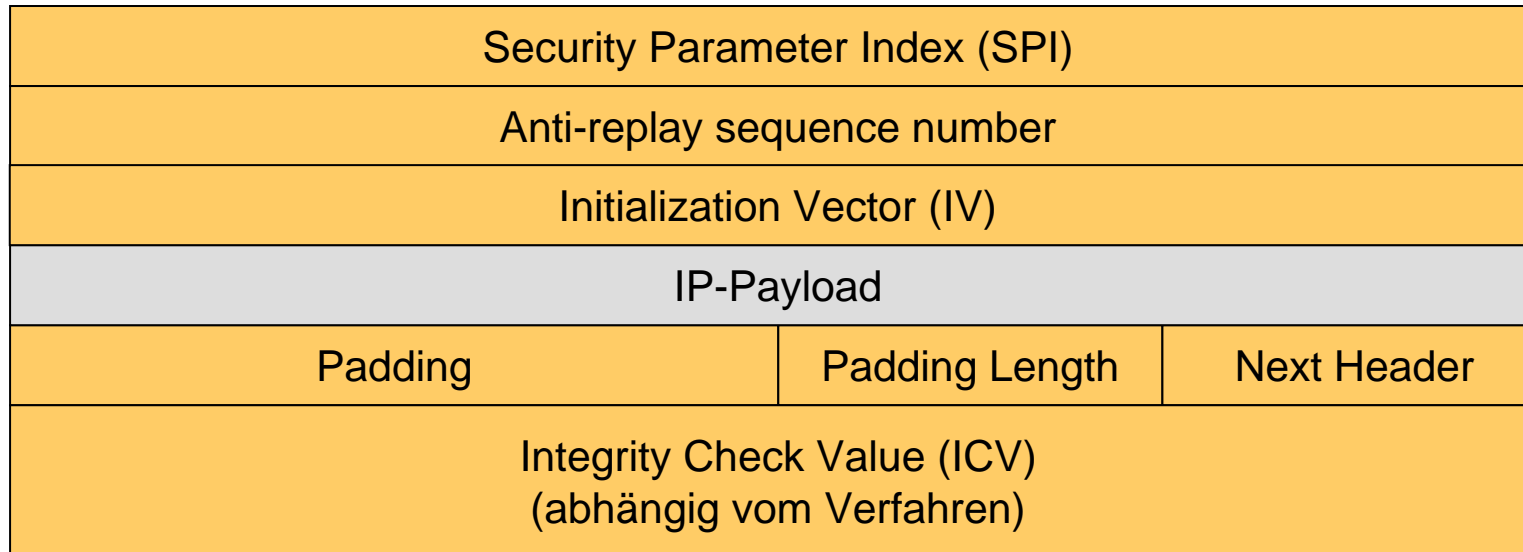 Security Parameter Index (SPI)
Anti-replay sequence number
Initialization Vector (IV)
IP-Payload
Padding
Padding Length
Next Header
Integrity Check Value (ICV)
(abhängig vom Verfahren)